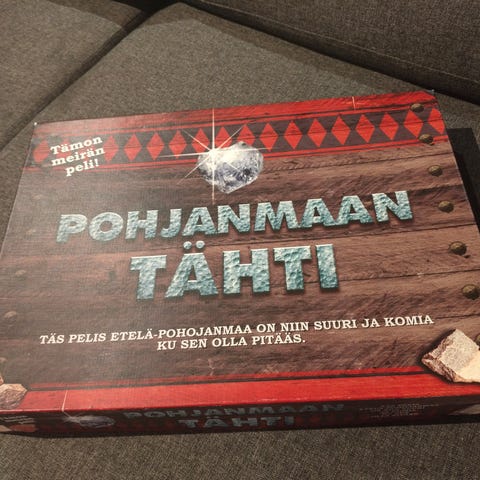 Tämon
meirän
peli!
POHJANMAAN
TÄHTI
TÄS PELIS ETELÄ-POHOJANMAA ON NIIN SUURI JA KOMIA
KU SEN OLLA PITÄÄS.
POHJANMAAN
TÄHTI